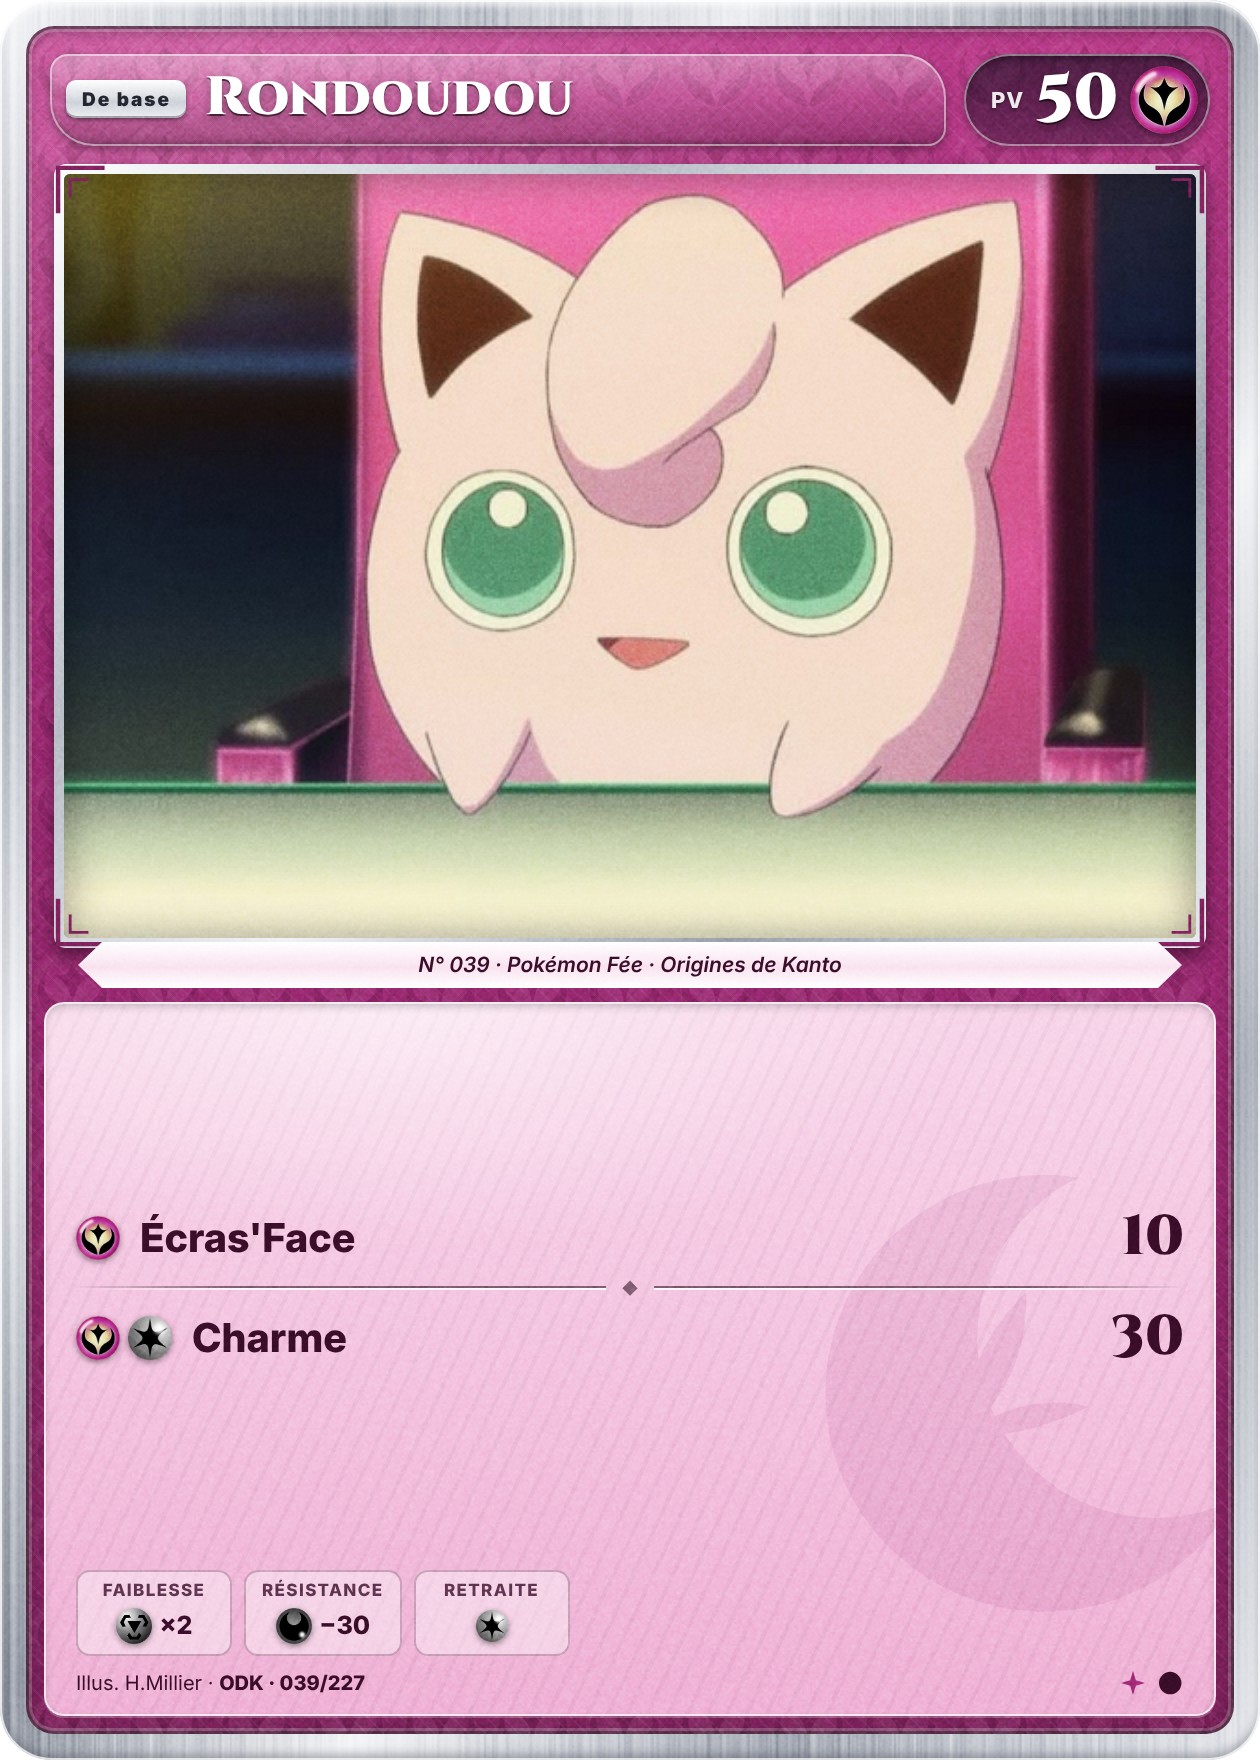 De base RONDOUDOU PV 50
N° 039 · Pokémon Fée · Origines de Kanto
Écras'Face 10
Charme 30
FAIBLESSE RÉSISTANCE RETRAITE
×2 −30
Illus. H.Millier · ODK · 039/227